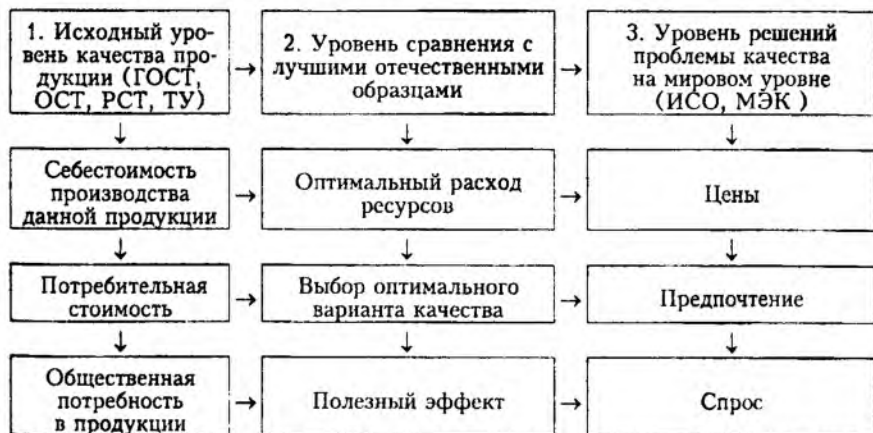 1. Исходный уро-
вень качества про-
дукции (ГОСТ,
ОСТ, РСТ, ТУ)
→
2. Уровень сравнения с
лучшими отечественными
образцами
→
3. Уровень решений
проблемы качества
на мировом уровне
(ИСО, МЭК )
↓ ↓ ↓
Себестоимость
производства
данной продукции
→
Оптимальный расход
ресурсов
→
Цены
↓ ↓ ↓
Потребительная
стоимость
→
Выбор оптимального
варианта качества
→
Предпочтение
↓ ↓ ↓
Общественная
потребность
в продукции
→
Полезный эффект
→
Спрос